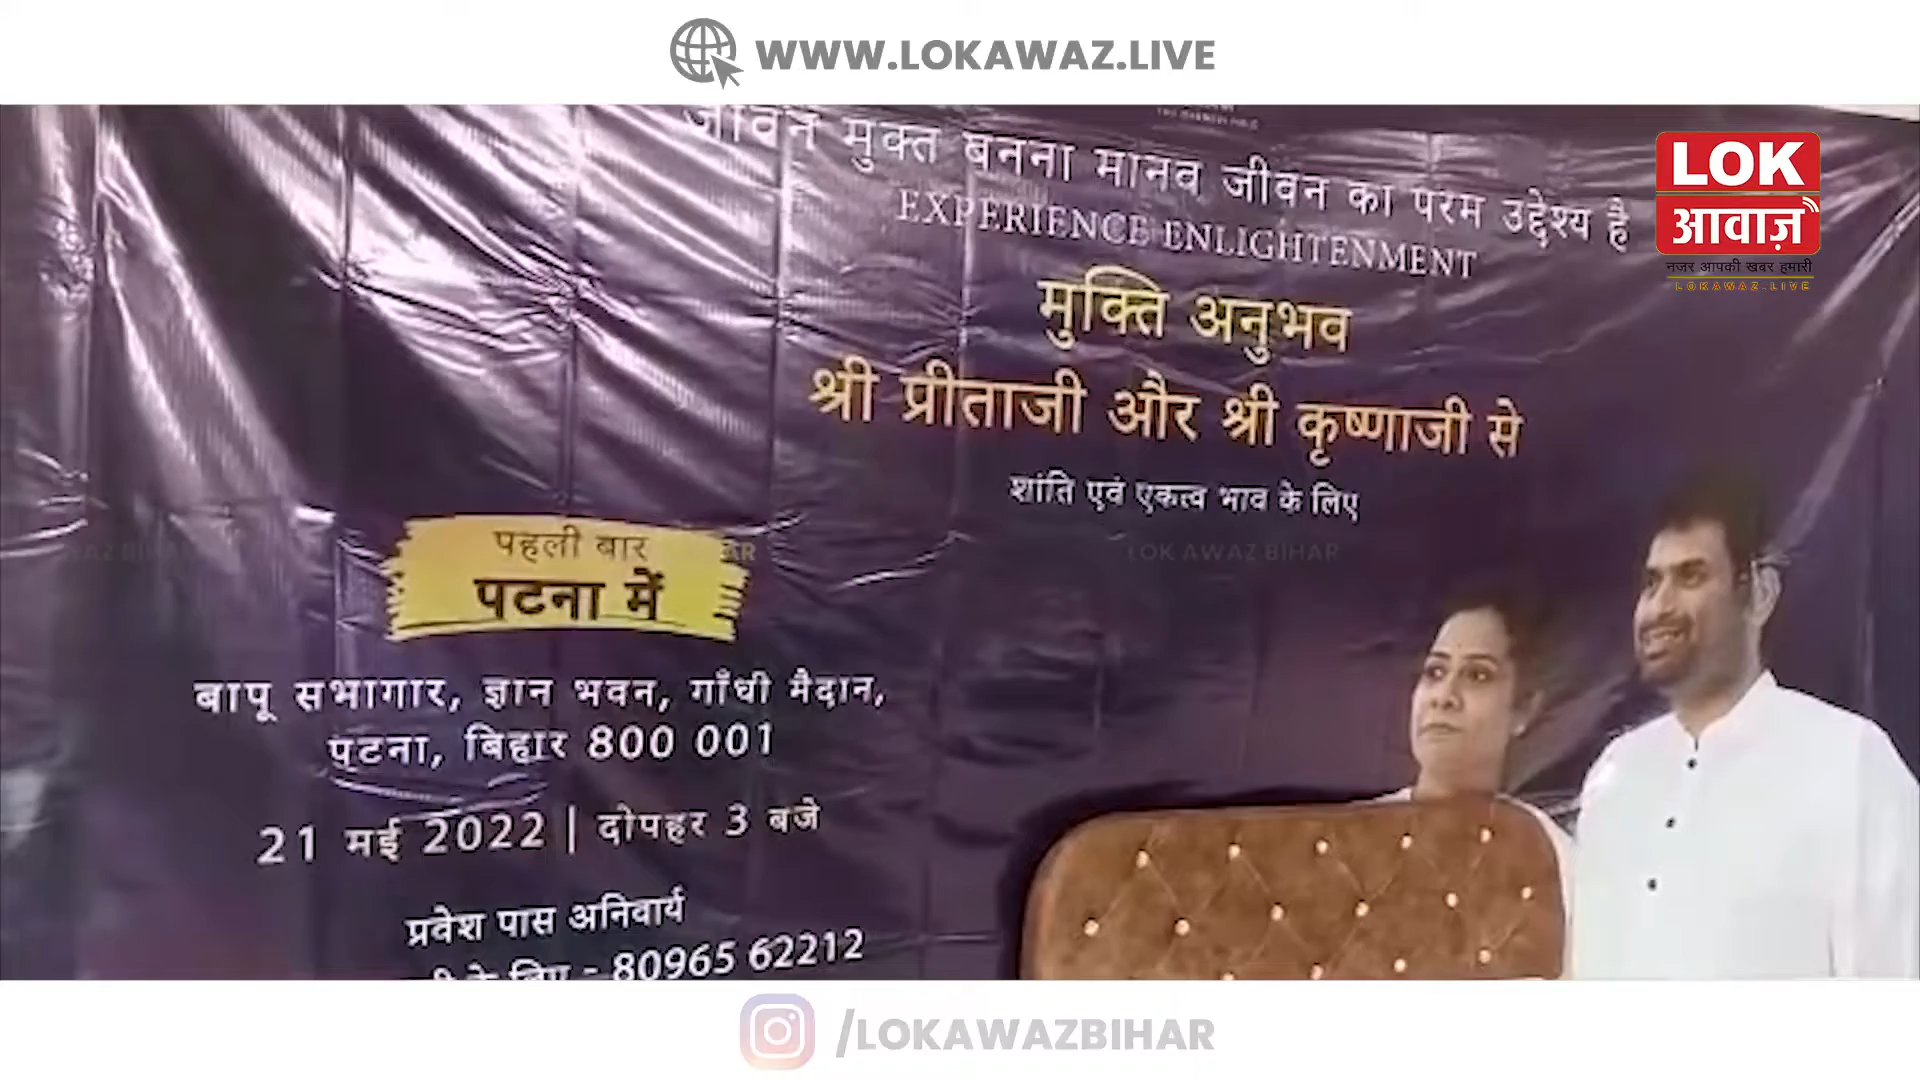 WWW.LOKAWAZ.LIVE
जीवन मुक्त बनना मानव जीवन का परम उद्देश्य है
EXPERIENCE ENLIGHTENMENT
मुक्ति अनुभव
श्री प्रीताजी और श्री कृष्णाजी से
शांति एवं एकत्व भाव के लिए
LOK
आवाज़
नजर आपकी खबर हमारी
LOKAWAZ.LIVE
पहली बार
पटना में
LOK AWAZ BIHAR
बापू सभागार, ज्ञान भवन, गाँधी मैदान,
पटना, बिहार 800 001
21 मई 2022 | दोपहर 3 बजे
प्रवेश पास अनिवार्य
के लिए - 80965 62212
/LOKAWAZBIHAR